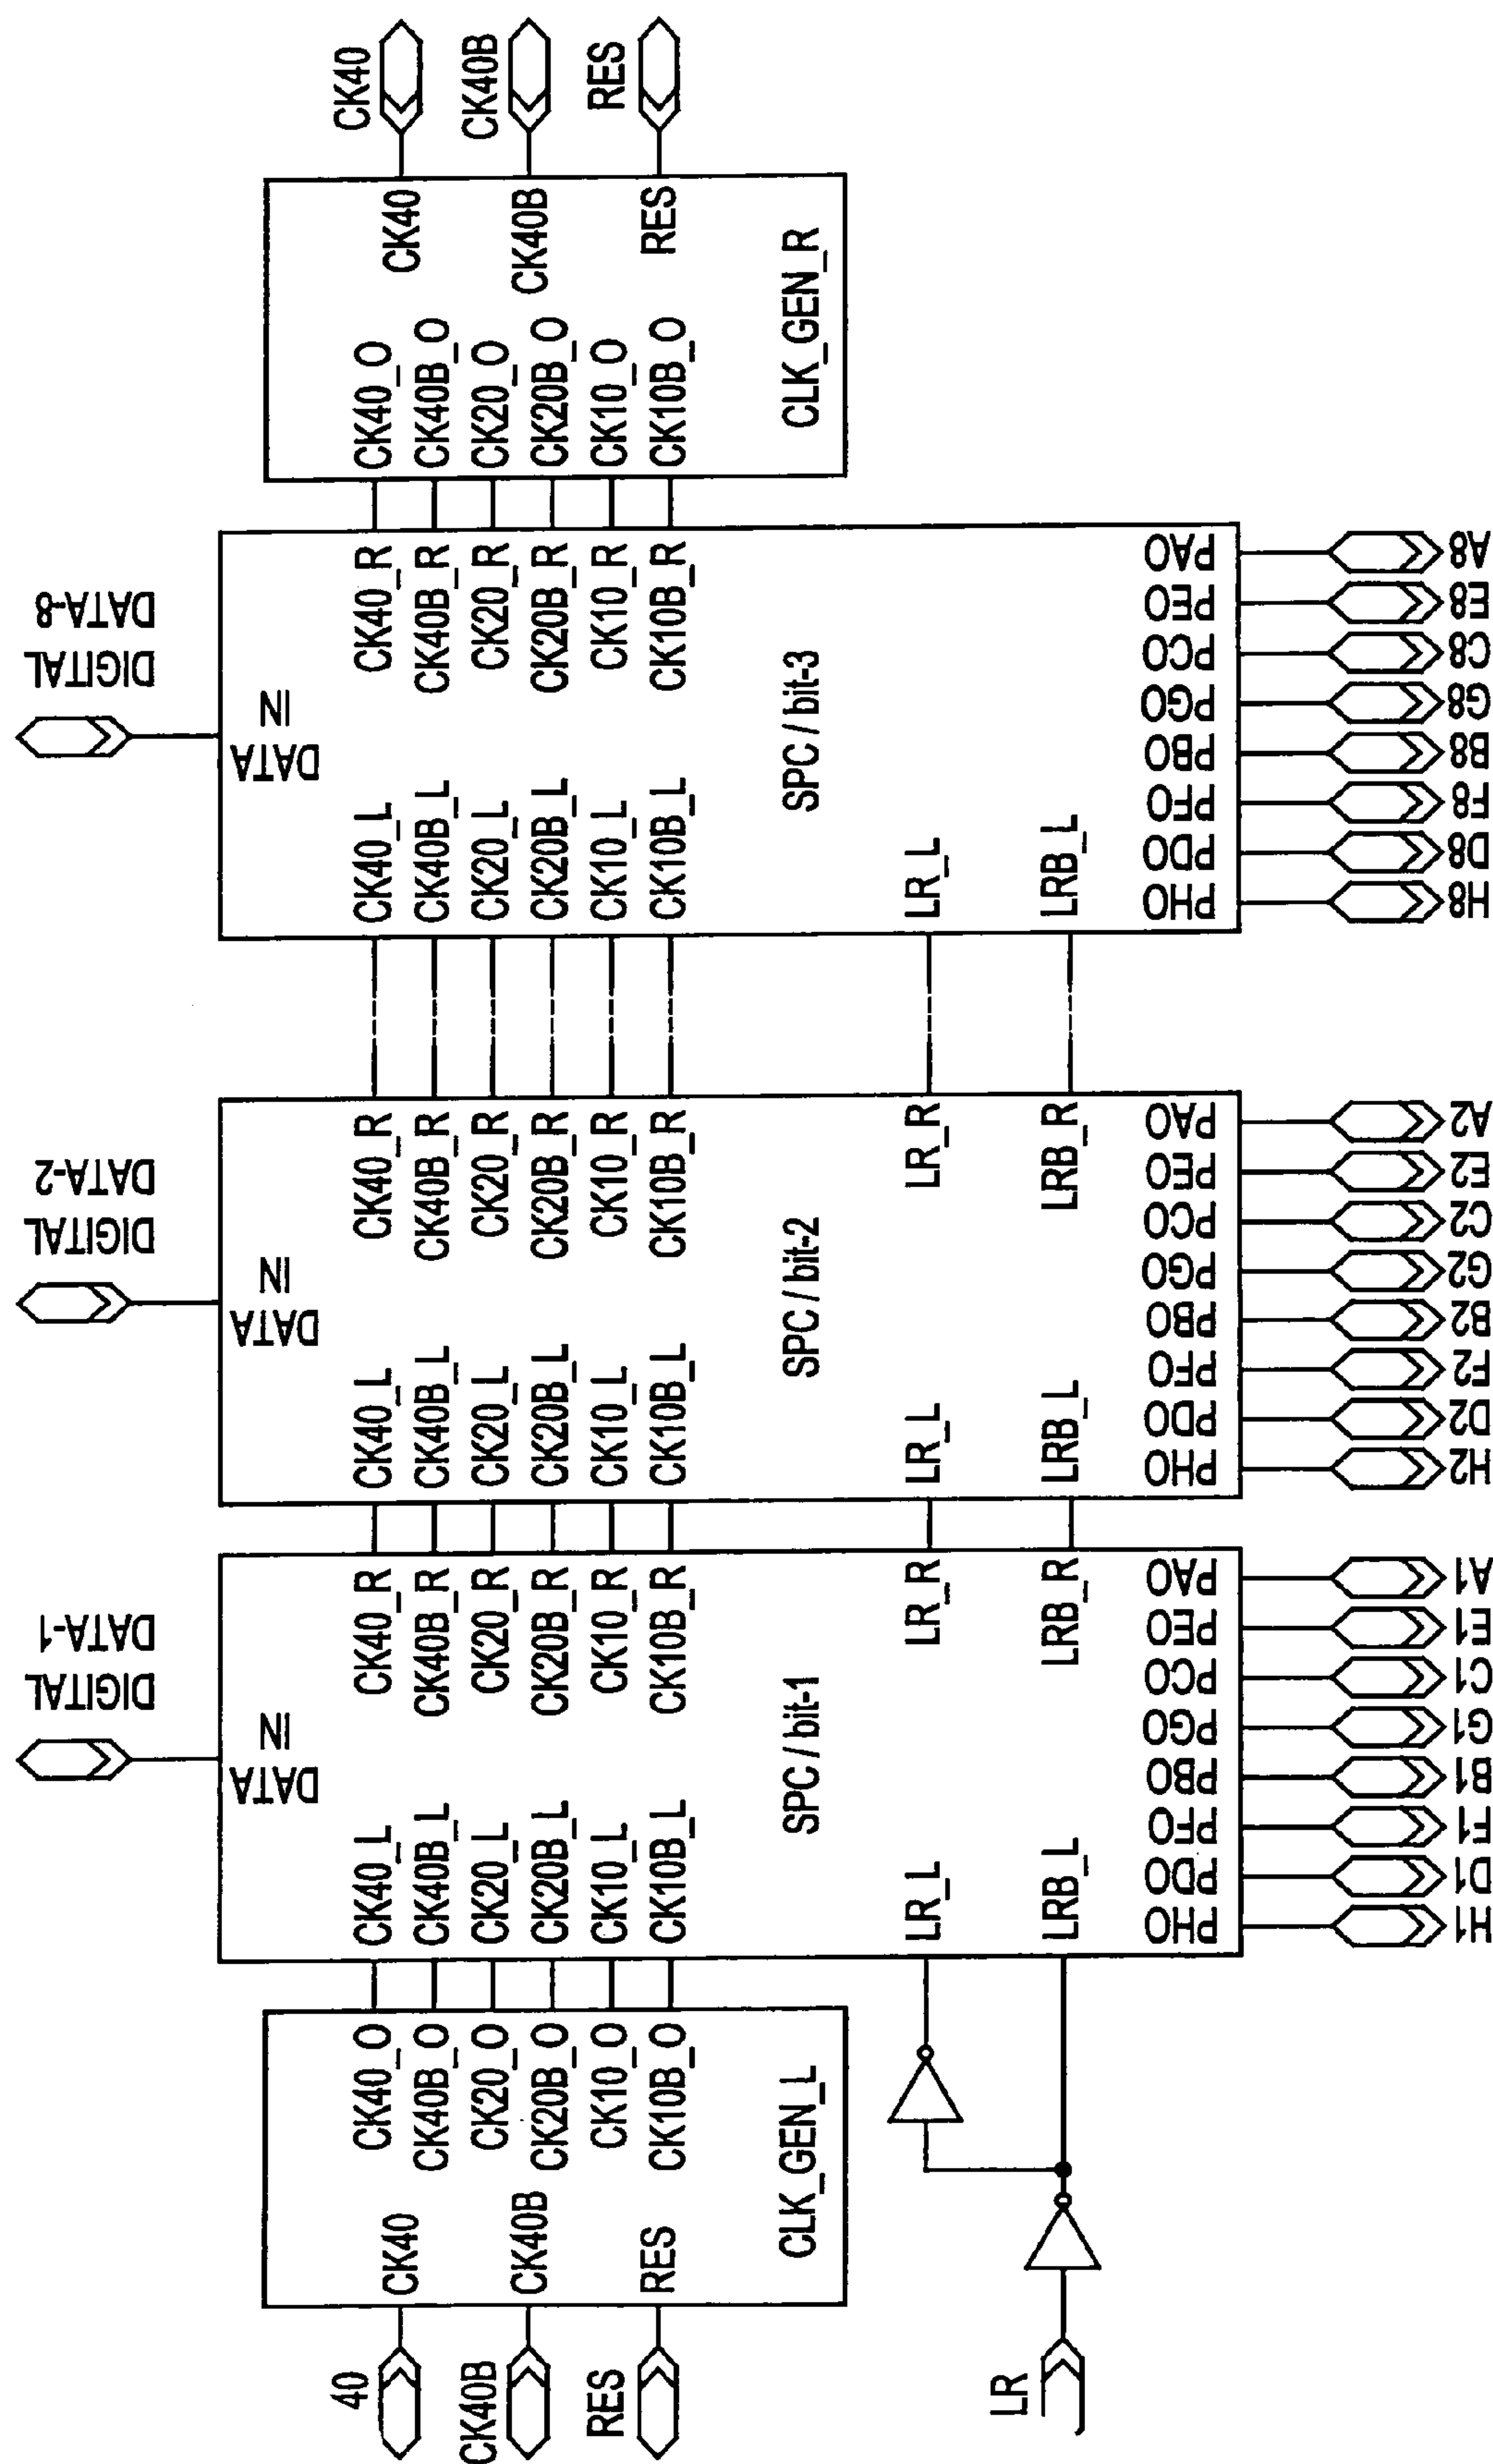 40
CK40B
RES
LR
CK40
CK40B
RES
CK40_O
CK40B_O
CK20_O
CK20B_O
CK10_O
CK10B_O
CLK_GEN_L
DIGITAL
DATA-1
DATA
IN
CK40_L
CK40B_L
CK20_L
CK20B_L
CK10_L
CK10B_L
CK40_R
CK40B_R
CK20_R
CK20B_R
CK10_R
CK10B_R
SPC / bit-1
LR_L
LRB_L
LR_R
LRB_R
PHO
PDO
PFO
PBO
PGO
PCO
PEO
PAO
H1
D1
F1
B1
G1
C1
E1
A1
DIGITAL
DATA-2
DATA
IN
CK40_L
CK40B_L
CK20_L
CK20B_L
CK10_L
CK10B_L
CK40_R
CK40B_R
CK20_R
CK20B_R
CK10_R
CK10B_R
SPC / bit-2
LR_L
LRB_L
LR_R
LRB_R
PHO
PDO
PFO
PBO
PGO
PCO
PEO
PAO
H2
D2
F2
B2
G2
C2
E2
A2
DIGITAL
DATA-8
DATA
IN
CK40_L
CK40B_L
CK20_L
CK20B_L
CK10_L
CK10B_L
CK40_R
CK40B_R
CK20_R
CK20B_R
CK10_R
CK10B_R
SPC / bit-3
LR_L
LRB_L
PHO
PDO
PFO
PBO
PGO
PCO
PEO
PAO
H8
D8
F8
B8
G8
C8
E8
A8
CK40_O
CK40B_O
CK20_O
CK20B_O
CK10_O
CK10B_O
CK40
CK40B
RES
CLK_GEN_R
CK40
CK40B
RES